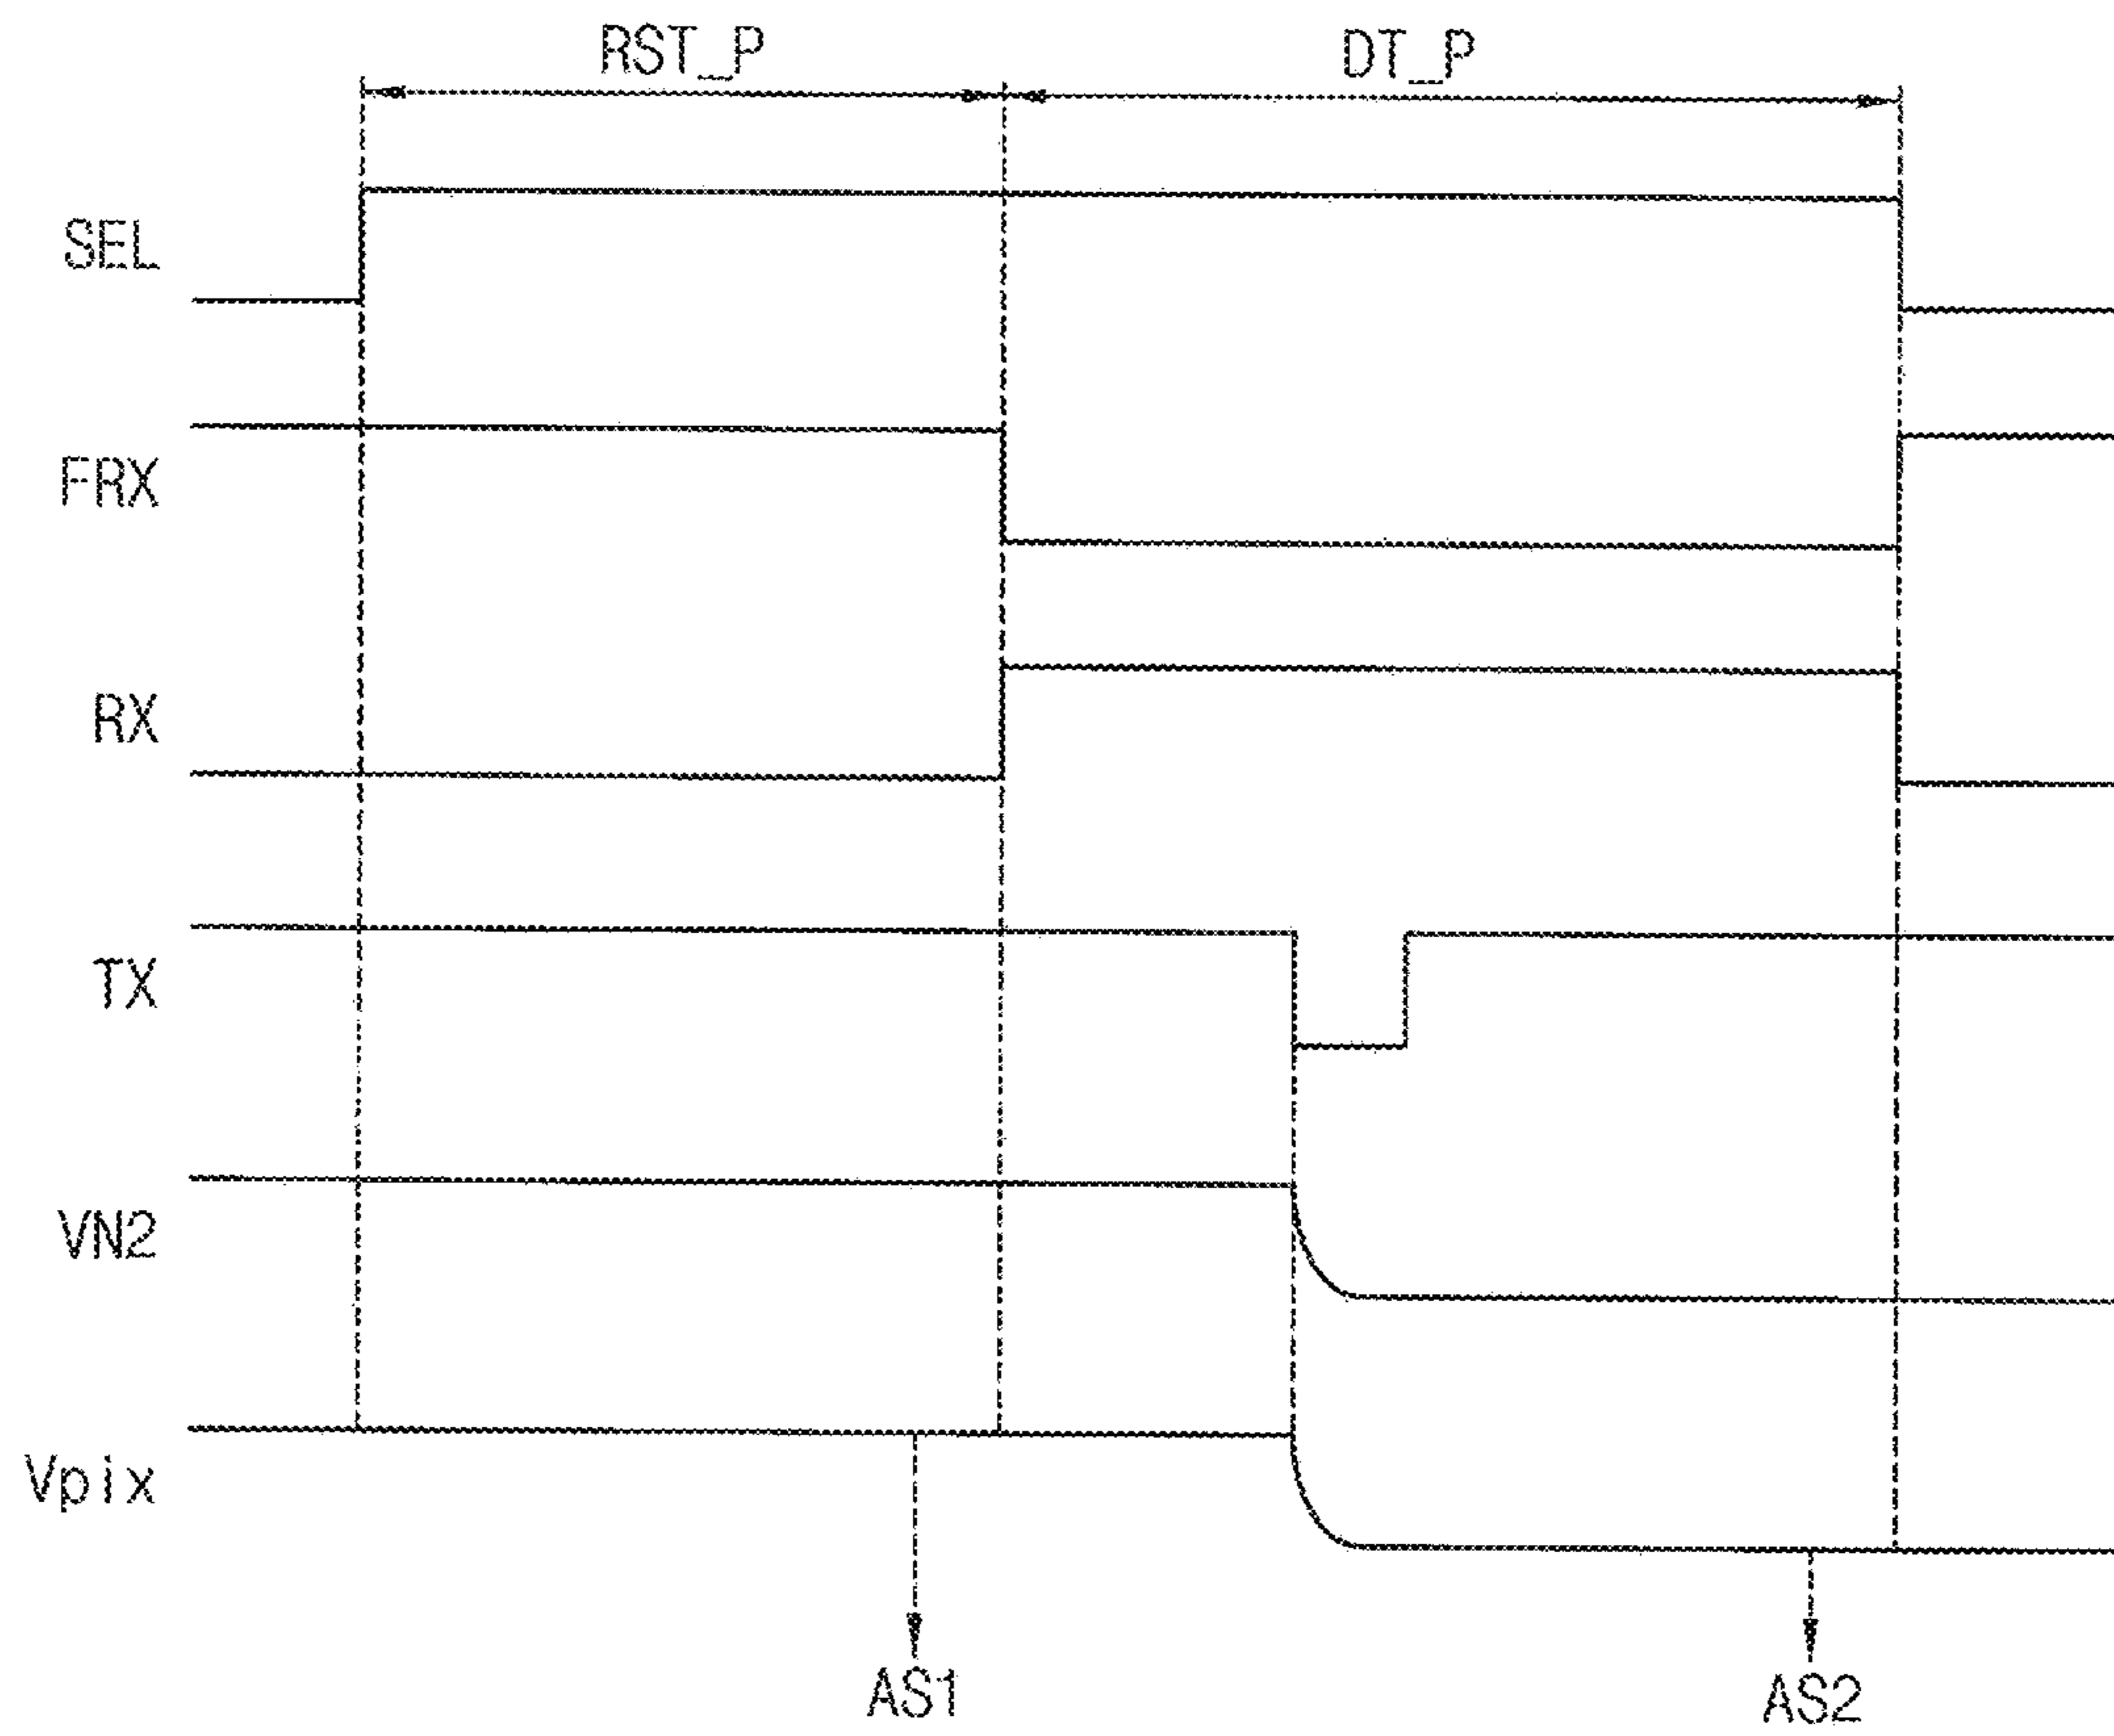 RST_P
DT_P
SEL
FRX
RX
TX
VN2
Vpix
AS1
AS2